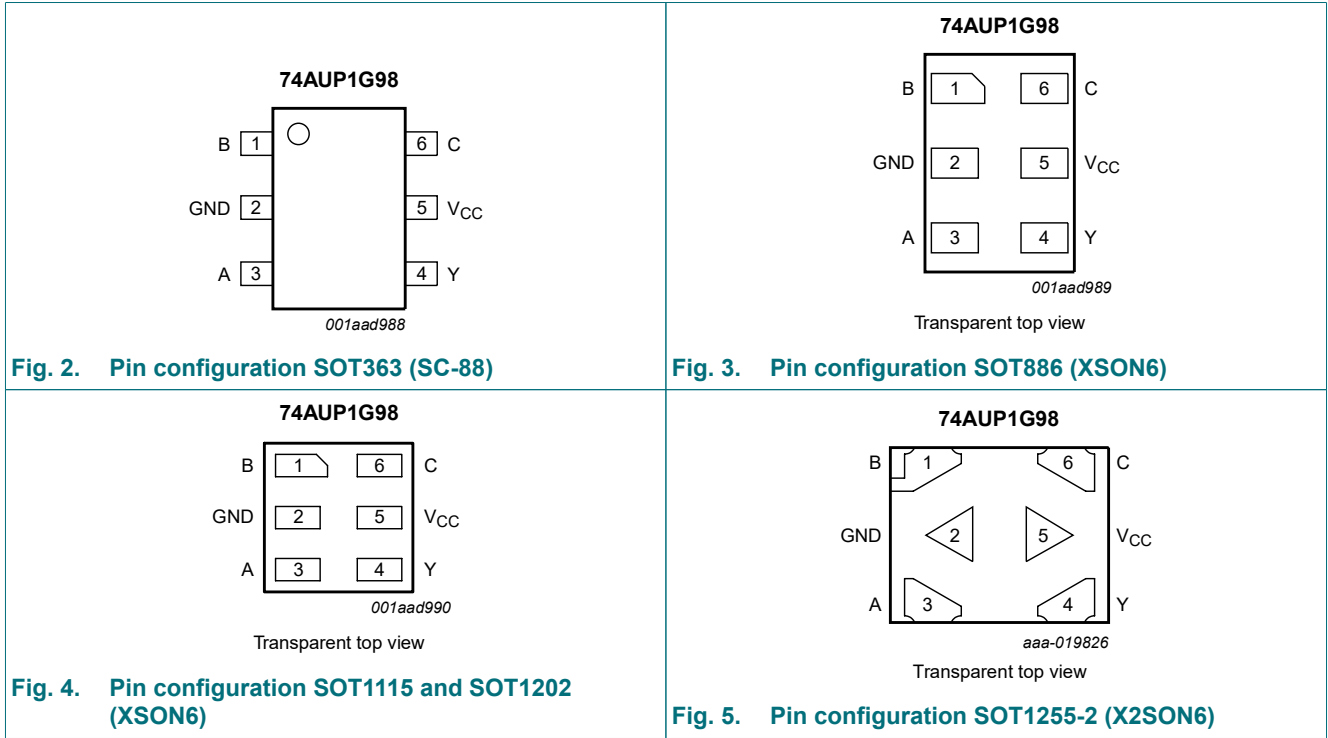 74AUP1G98
B 1 6 C
GND 2 5 VCC
A 3 4 Y
001aad988
Fig. 2. Pin configuration SOT363 (SC-88)
74AUP1G98
B 1 6 C
GND 2 5 VCC
A 3 4 Y
001aad989
Transparent top view
Fig. 3. Pin configuration SOT886 (XSON6)
74AUP1G98
B 1 6 C
GND 2 5 VCC
A 3 4 Y
001aad990
Transparent top view
Fig. 4. Pin configuration SOT1115 and SOT1202
(XSON6)
74AUP1G98
B 1 6 C
GND 2 5 VCC
A 3 4 Y
aaa-019826
Transparent top view
Fig. 5. Pin configuration SOT1255-2 (X2SON6)